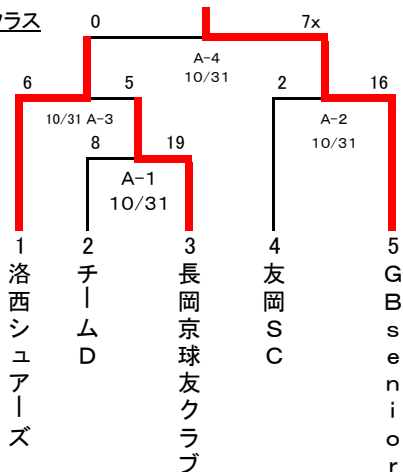 クラス
0 7x
A-4
10/31
6 5 2 16
10/31 A-3
A-2
10/31
8 19
A-1
10/31
1 2 3 4 5
洛西シュアーズ
チームD
長岡京球友クラブ
友岡SC
GBsenior